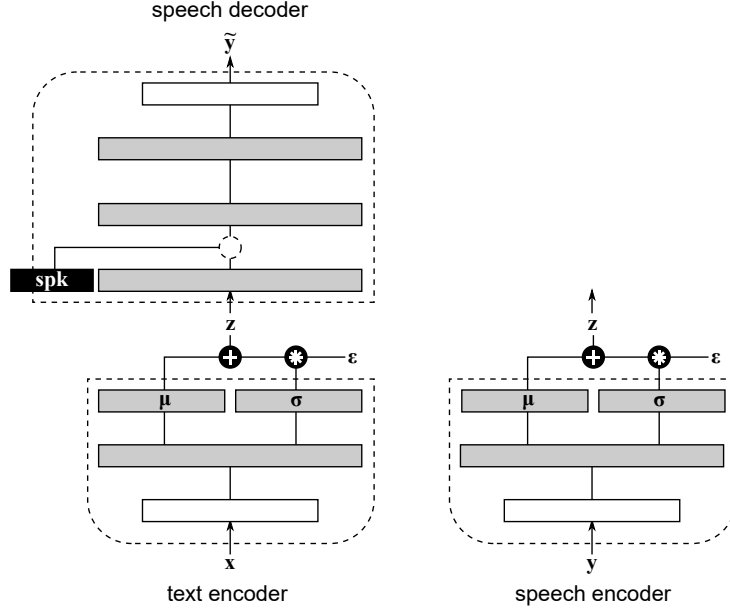 speech decoder
ỹ
spk
z
z
ε
ε
μ
σ
μ
σ
x
y
text encoder
speech encoder